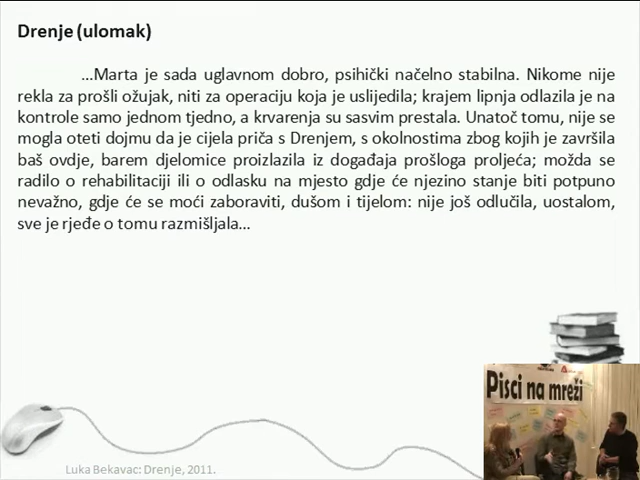 Drenje (ulomak)
…Marta je sada uglavnom dobro, psihički načelno stabilna. Nikome nije
rekla za prošli ožujak, niti za operaciju koja je uslijedila; krajem lipnja odlazila je na
kontrole samo jednom tjedno, a krvarenja su sasvim prestala. Unatoč tomu, nije se
mogla oteti dojmu da je cijela priča s Drenjem, s okolnostima zbog kojih je završila
baš ovdje, barem djelomice proizlazila iz događaja prošloga proljeća; možda se
radilo o rehabilitaciji ili o odlasku na mjesto gdje će njezino stanje biti potpuno
nevažno, gdje će se moći zaboraviti, dušom i tijelom: nije još odlučila, uostalom,
sve je rjeđe o tomu razmišljala…
Pisci na mreži
Luka Bekavac: Drenje, 2011.